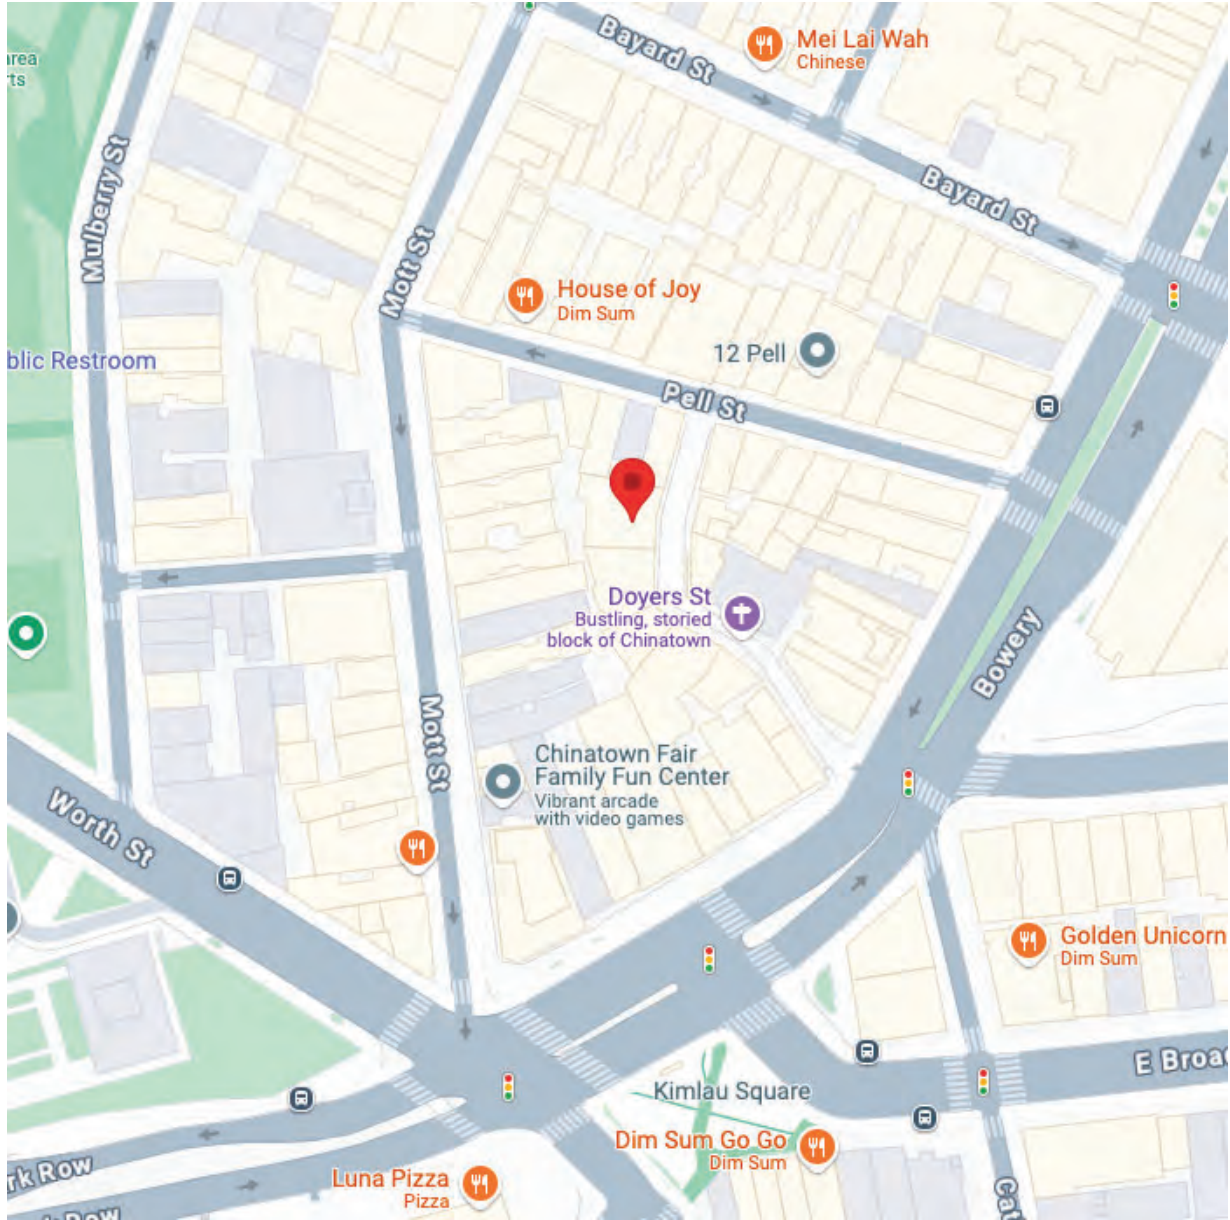 Bayard St
Mei Lai Wah
Chinese
Mulberry St
Bayard St
Mott St
House of Joy
Dim Sum
blic Restroom
12 Pell
Pell St
Doyers St
Bustling, storied
block of Chinatown
Bowery
Mott St
Chinatown Fair
Family Fun Center
Vibrant arcade
with video games
Worth St
Golden Unicorn
Dim Sum
E Broa
Kimlau Square
Dim Sum Go Go
Dim Sum
rk Row
Luna Pizza
Pizza
Cat